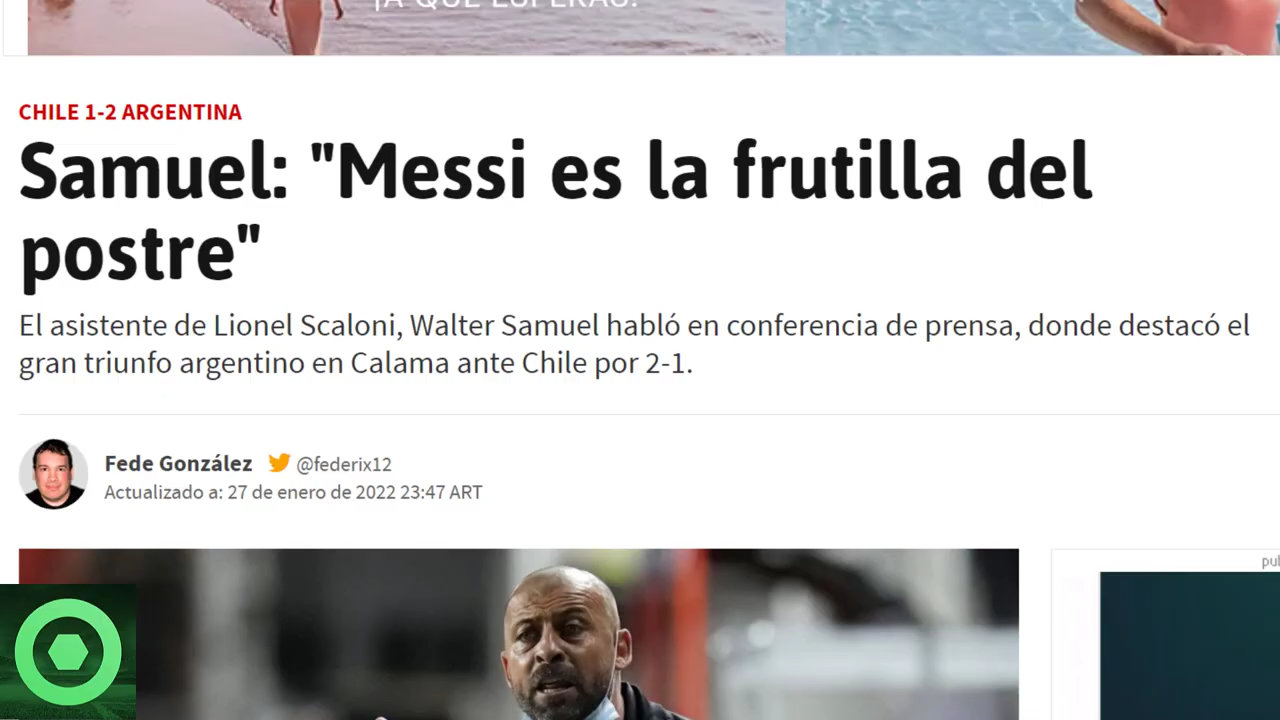 ¡A QUÉ ESPERAS!
CHILE 1-2 ARGENTINA
Samuel: "Messi es la frutilla del
postre"
El asistente de Lionel Scaloni, Walter Samuel habló en conferencia de prensa, donde destacó el
gran triunfo argentino en Calama ante Chile por 2-1.
Fede González @federix12
Actualizado a: 27 de enero de 2022 23:47 ART